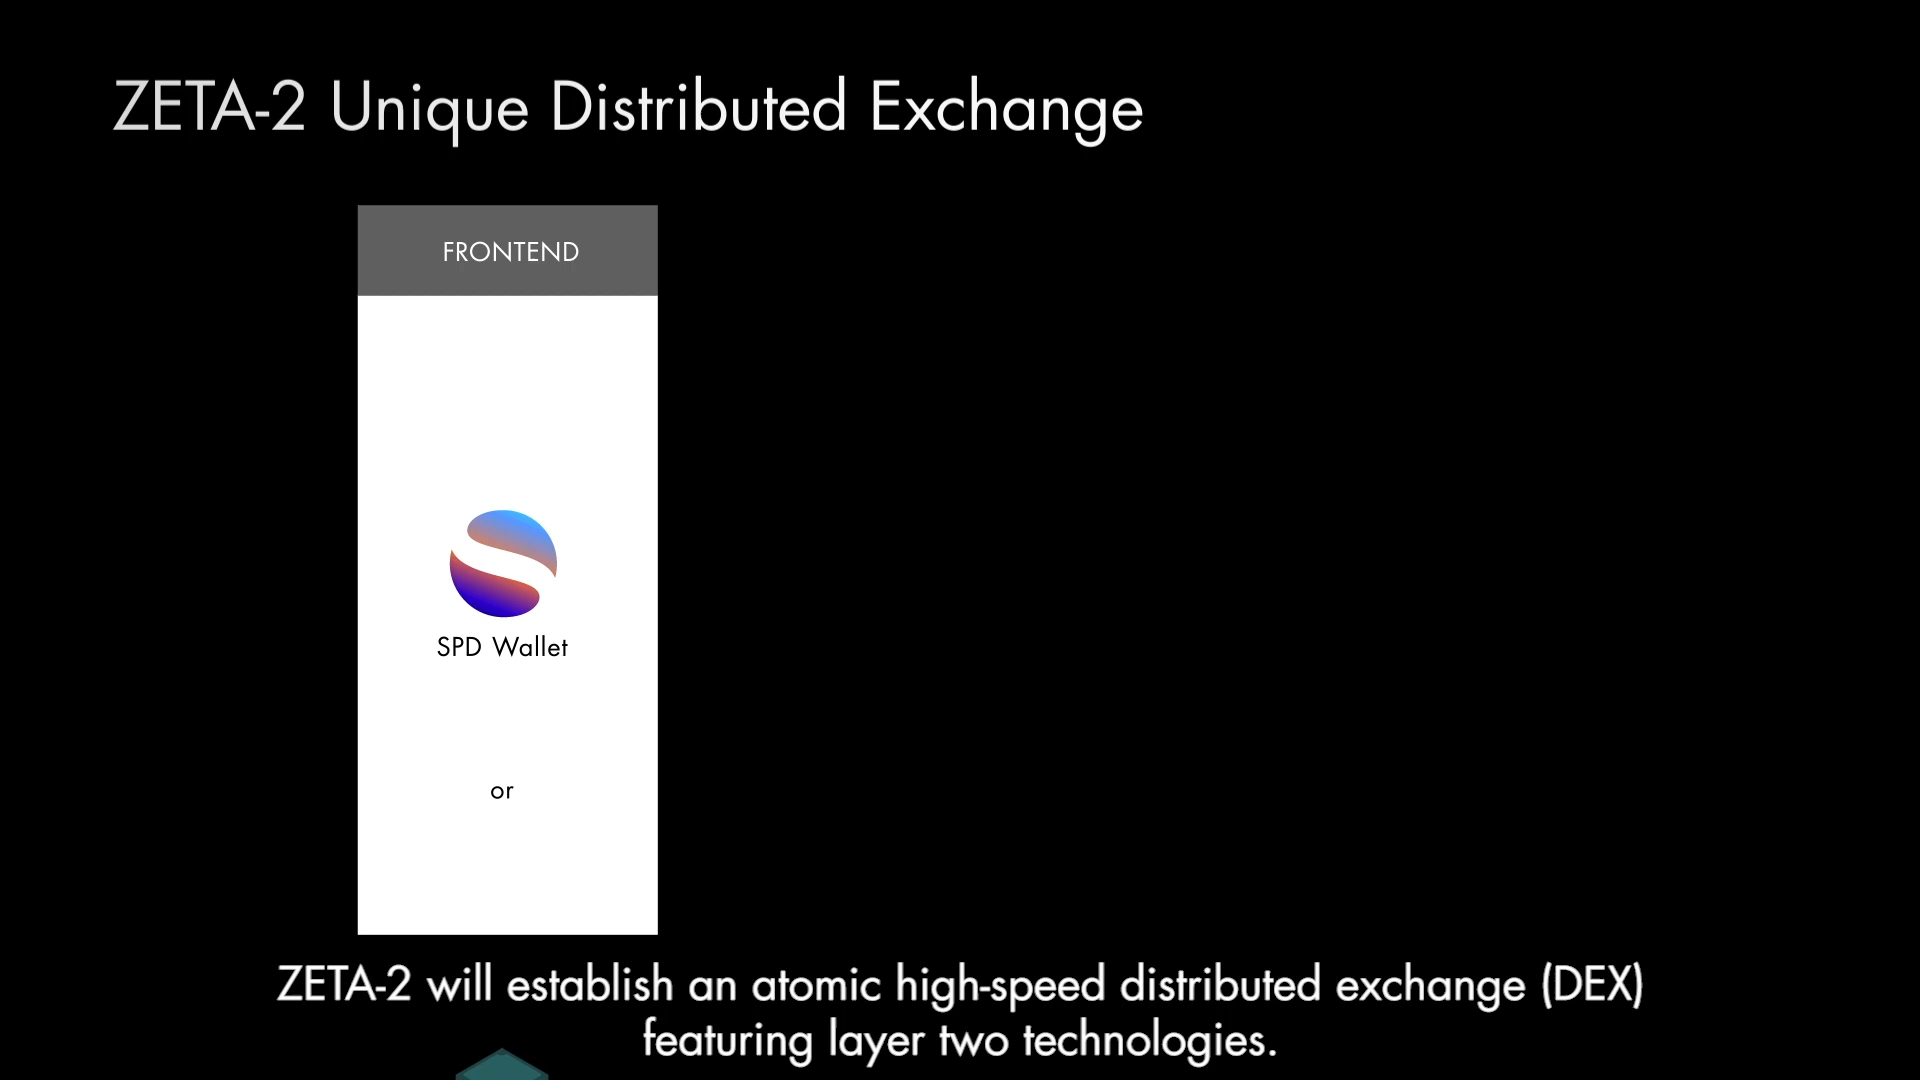 ZETA-2 Unique Distributed Exchange
FRONTEND
SPD Wallet
or
ZETA-2 will establish an atomic high-speed distributed exchange (DEX)
featuring layer two technologies.